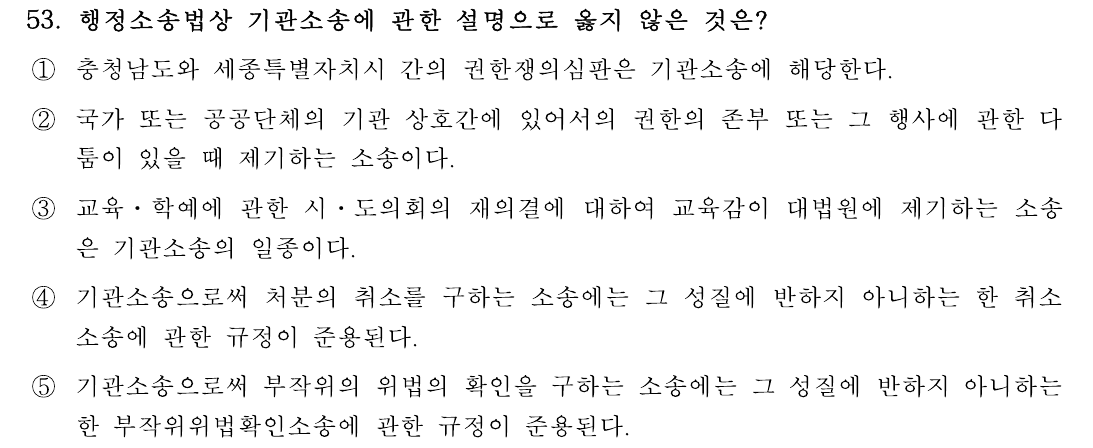 53. 행정소송법상 기관소송에 관한 설명으로 옳지 않은 것은?
① 충청남도와 세종특별자치시 간의 권한쟁의심판은 기관소송에 해당한다.
② 국가 또는 공공단체의 기관 상호간에 있어서의 권한의 존부 또는 그 행사에 관한 다
툼이 있을 때 제기하는 소송이다.
③ 교육·학예에 관한 시·도의회의 재의결에 대하여 교육감이 대법원에 제기하는 소송
은 기관소송의 일종이다.
④ 기관소송으로써 처분의 취소를 구하는 소송에는 그 성질에 반하지 아니하는 한 취소
소송에 관한 규정이 준용된다.
⑤ 기관소송으로써 부작위의 위법의 확인을 구하는 소송에는 그 성질에 반하지 아니하는
한 부작위위법확인소송에 관한 규정이 준용된다.